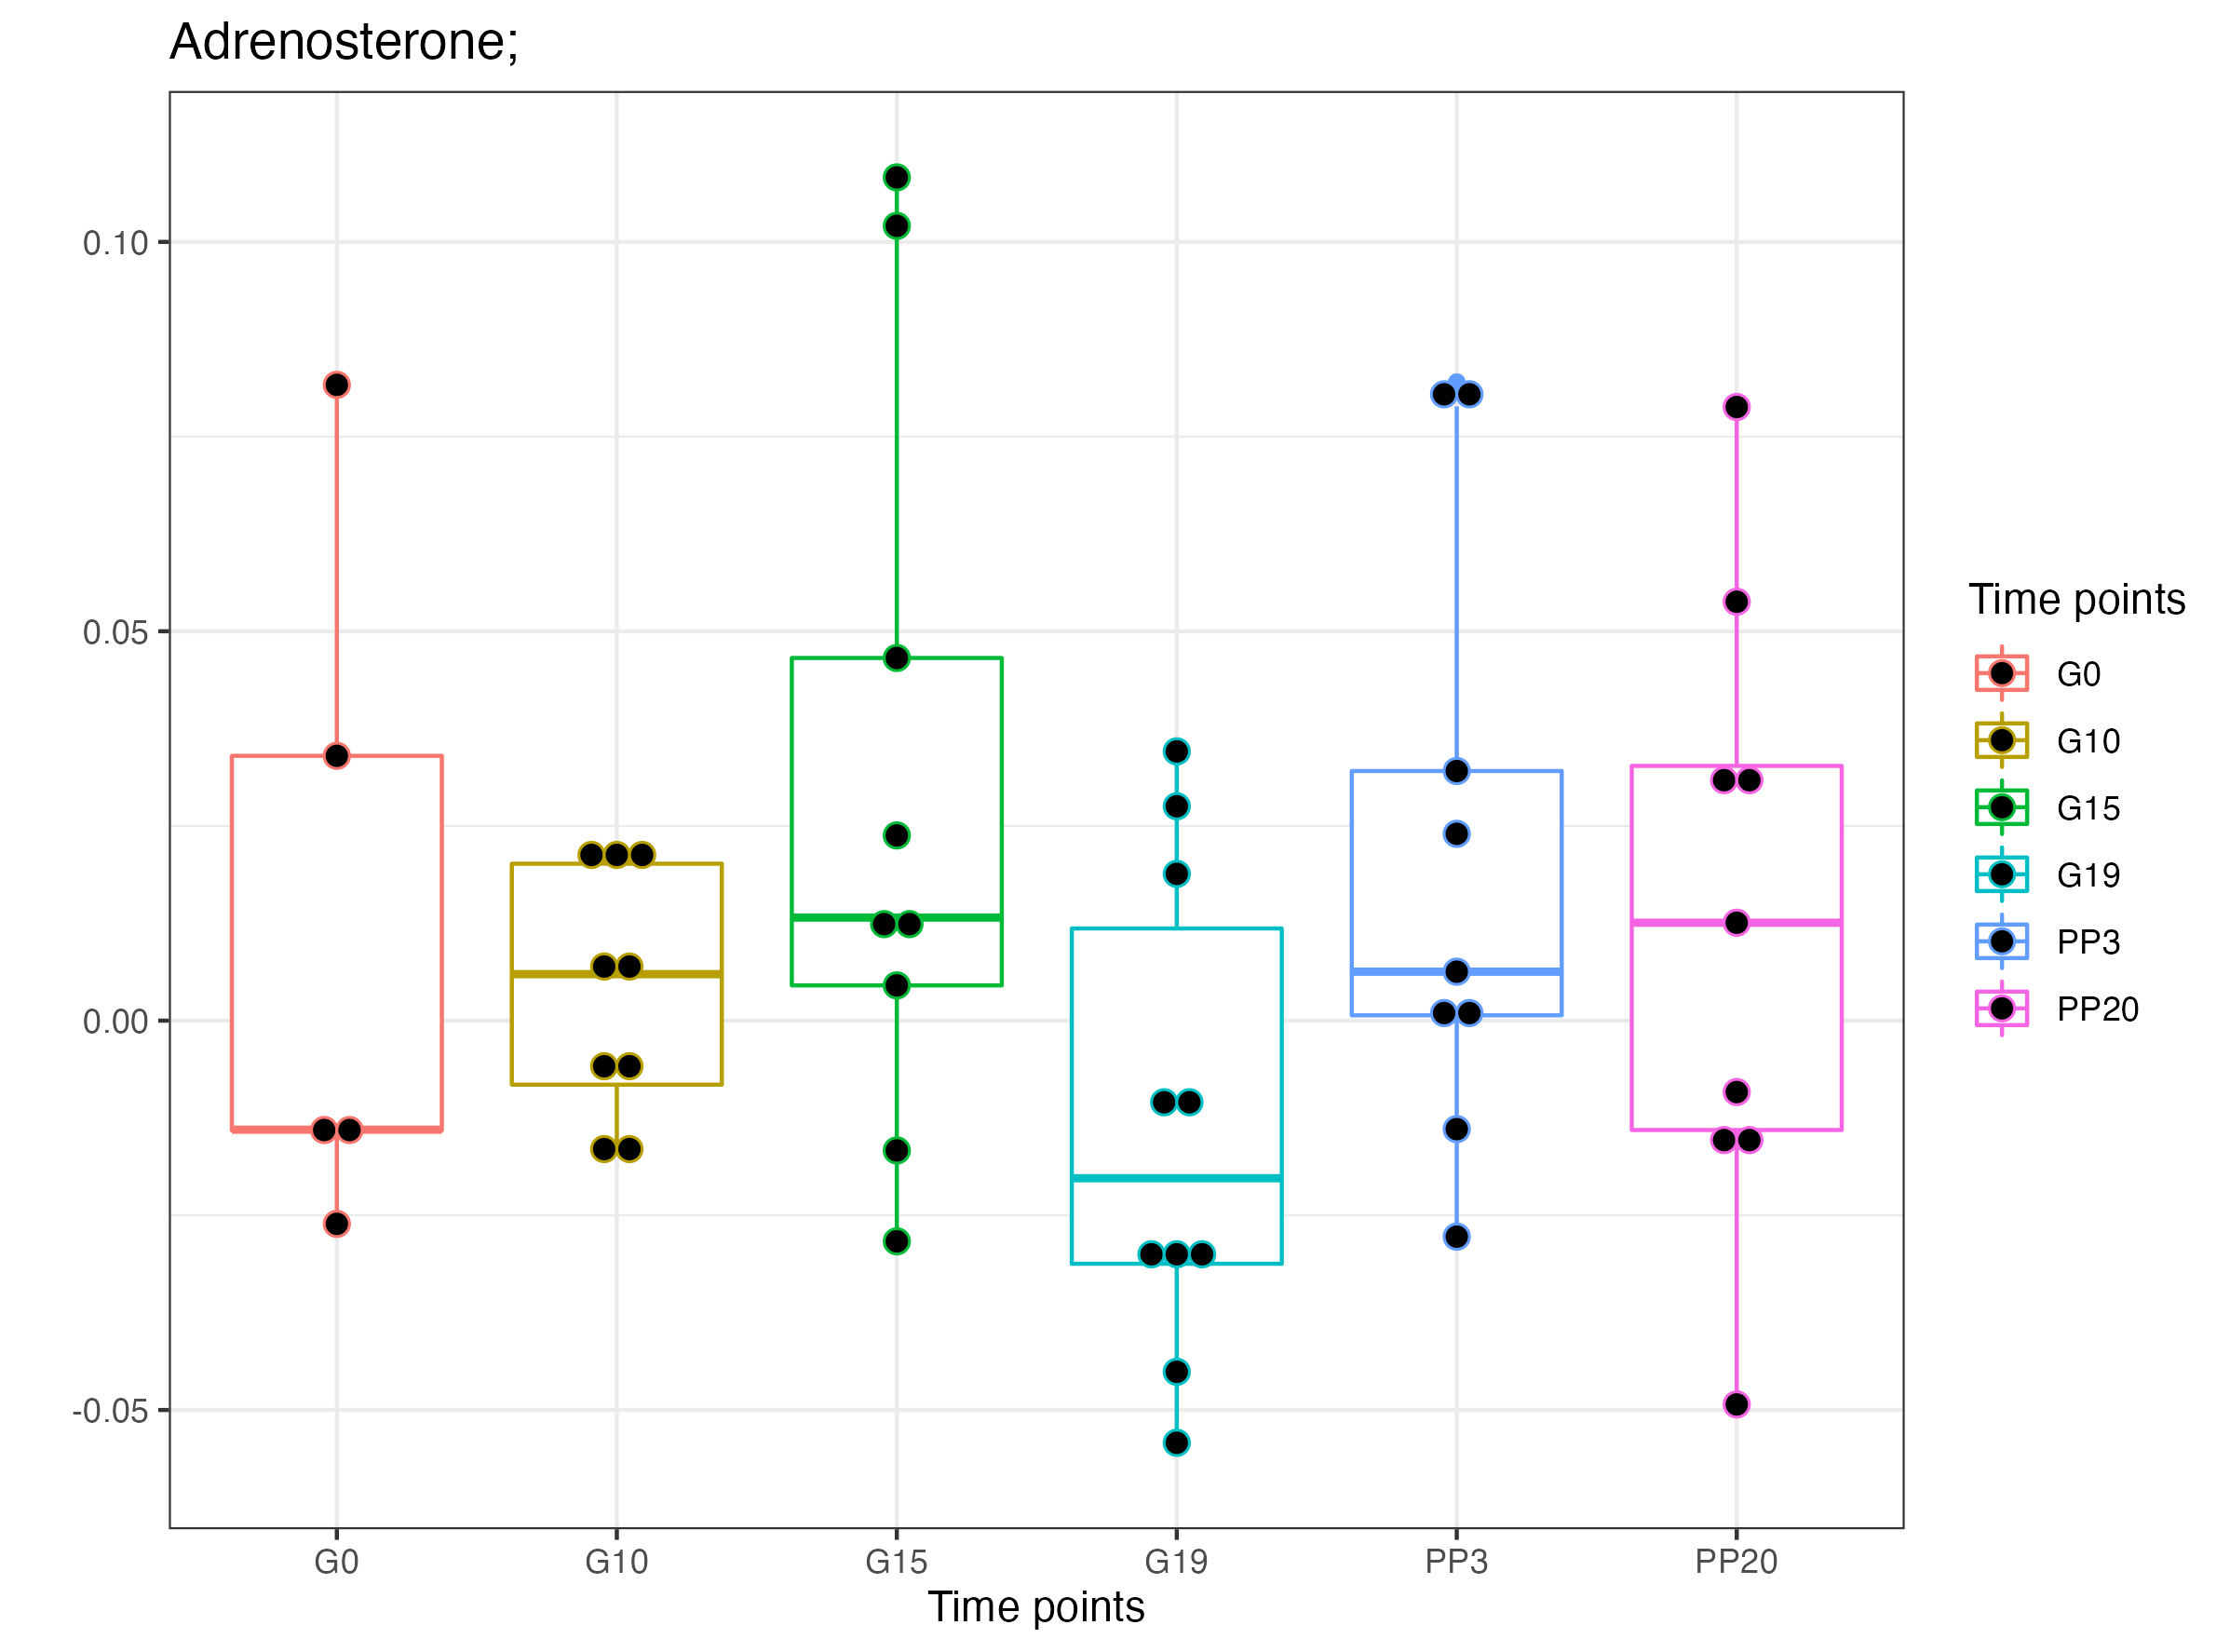 Adrenosterone;
0.10
0.05
0.00
-0.05
G0 G10 G15 G19 PP3 PP20
Time points
Time points
G0
G10
G15
G19
PP3
PP20